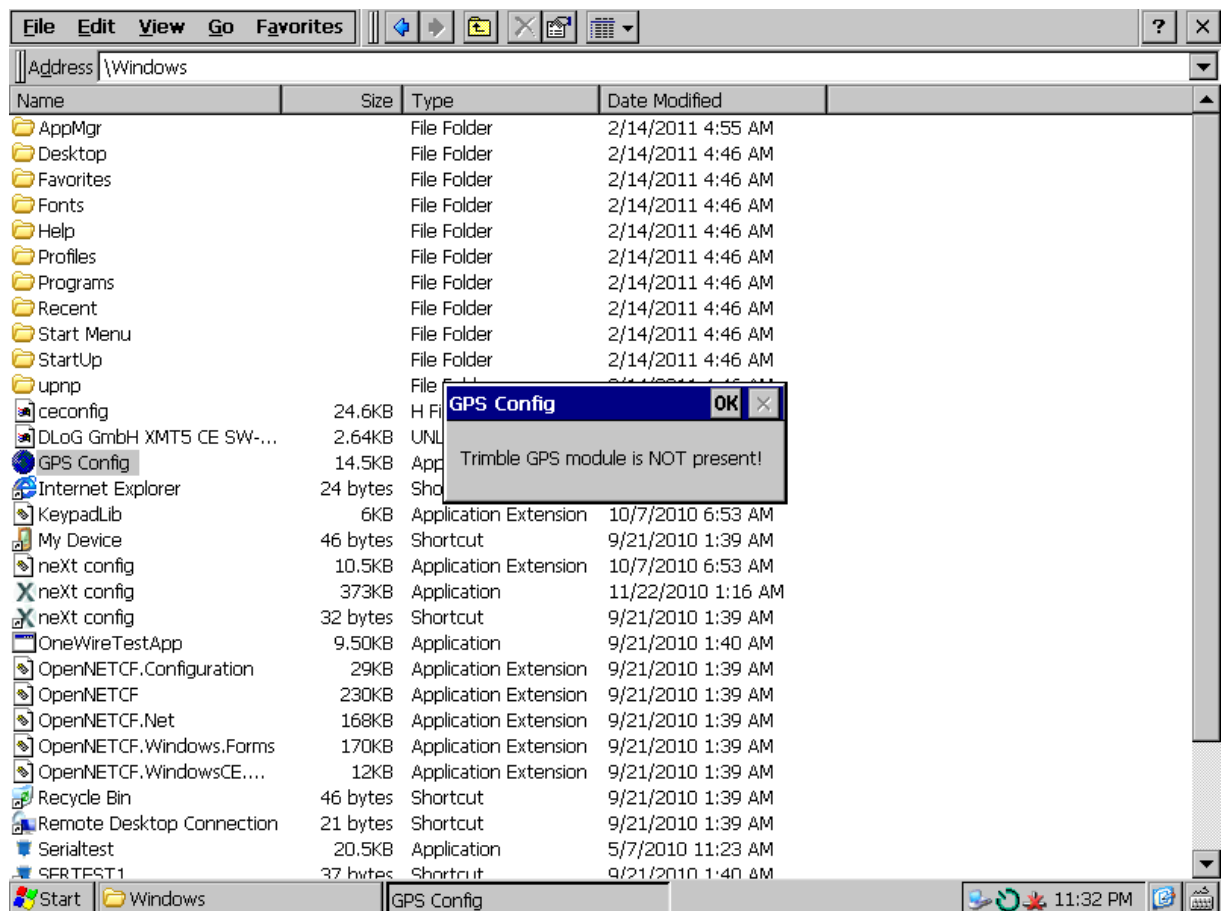 File Edit View Go Favorites ?
Address \Windows
Name Size Type Date Modified
AppMgr File Folder 2/14/2011 4:55 AM
Desktop File Folder 2/14/2011 4:46 AM
Favorites File Folder 2/14/2011 4:46 AM
Fonts File Folder 2/14/2011 4:46 AM
Help File Folder 2/14/2011 4:46 AM
Profiles File Folder 2/14/2011 4:46 AM
Programs File Folder 2/14/2011 4:46 AM
Recent File Folder 2/14/2011 4:46 AM
Start Menu File Folder 2/14/2011 4:46 AM
StartUp File Folder 2/14/2011 4:46 AM
upnp File
ceconfig 24.6KB H Fi
DLoG GmbH XMT5 CE SW-... 2.64KB UNL
GPS Config 14.5KB App
Internet Explorer 24 bytes Sho
GPS Config OK
Trimble GPS module is NOT present!
KeypadLib 6KB Application Extension 10/7/2010 6:53 AM
My Device 46 bytes Shortcut 9/21/2010 1:39 AM
neXt config 10.5KB Application Extension 10/7/2010 6:53 AM
neXt config 373KB Application 11/22/2010 1:16 AM
neXt config 32 bytes Shortcut 9/21/2010 1:39 AM
OneWireTestApp 9.50KB Application 9/21/2010 1:40 AM
OpenNETCF.Configuration 29KB Application Extension 9/21/2010 1:39 AM
OpenNETCF 230KB Application Extension 9/21/2010 1:39 AM
OpenNETCF.Net 168KB Application Extension 9/21/2010 1:39 AM
OpenNETCF.Windows.Forms 170KB Application Extension 9/21/2010 1:39 AM
OpenNETCF.WindowsCE.... 12KB Application Extension 9/21/2010 1:39 AM
Recycle Bin 46 bytes Shortcut 9/21/2010 1:39 AM
Remote Desktop Connection 21 bytes Shortcut 9/21/2010 1:39 AM
Serialtest 20.5KB Application 5/7/2010 11:23 AM
SERTEST1 37 bytes Shortcut 9/21/2010 1:40 AM
Start Windows GPS Config 11:32 PM